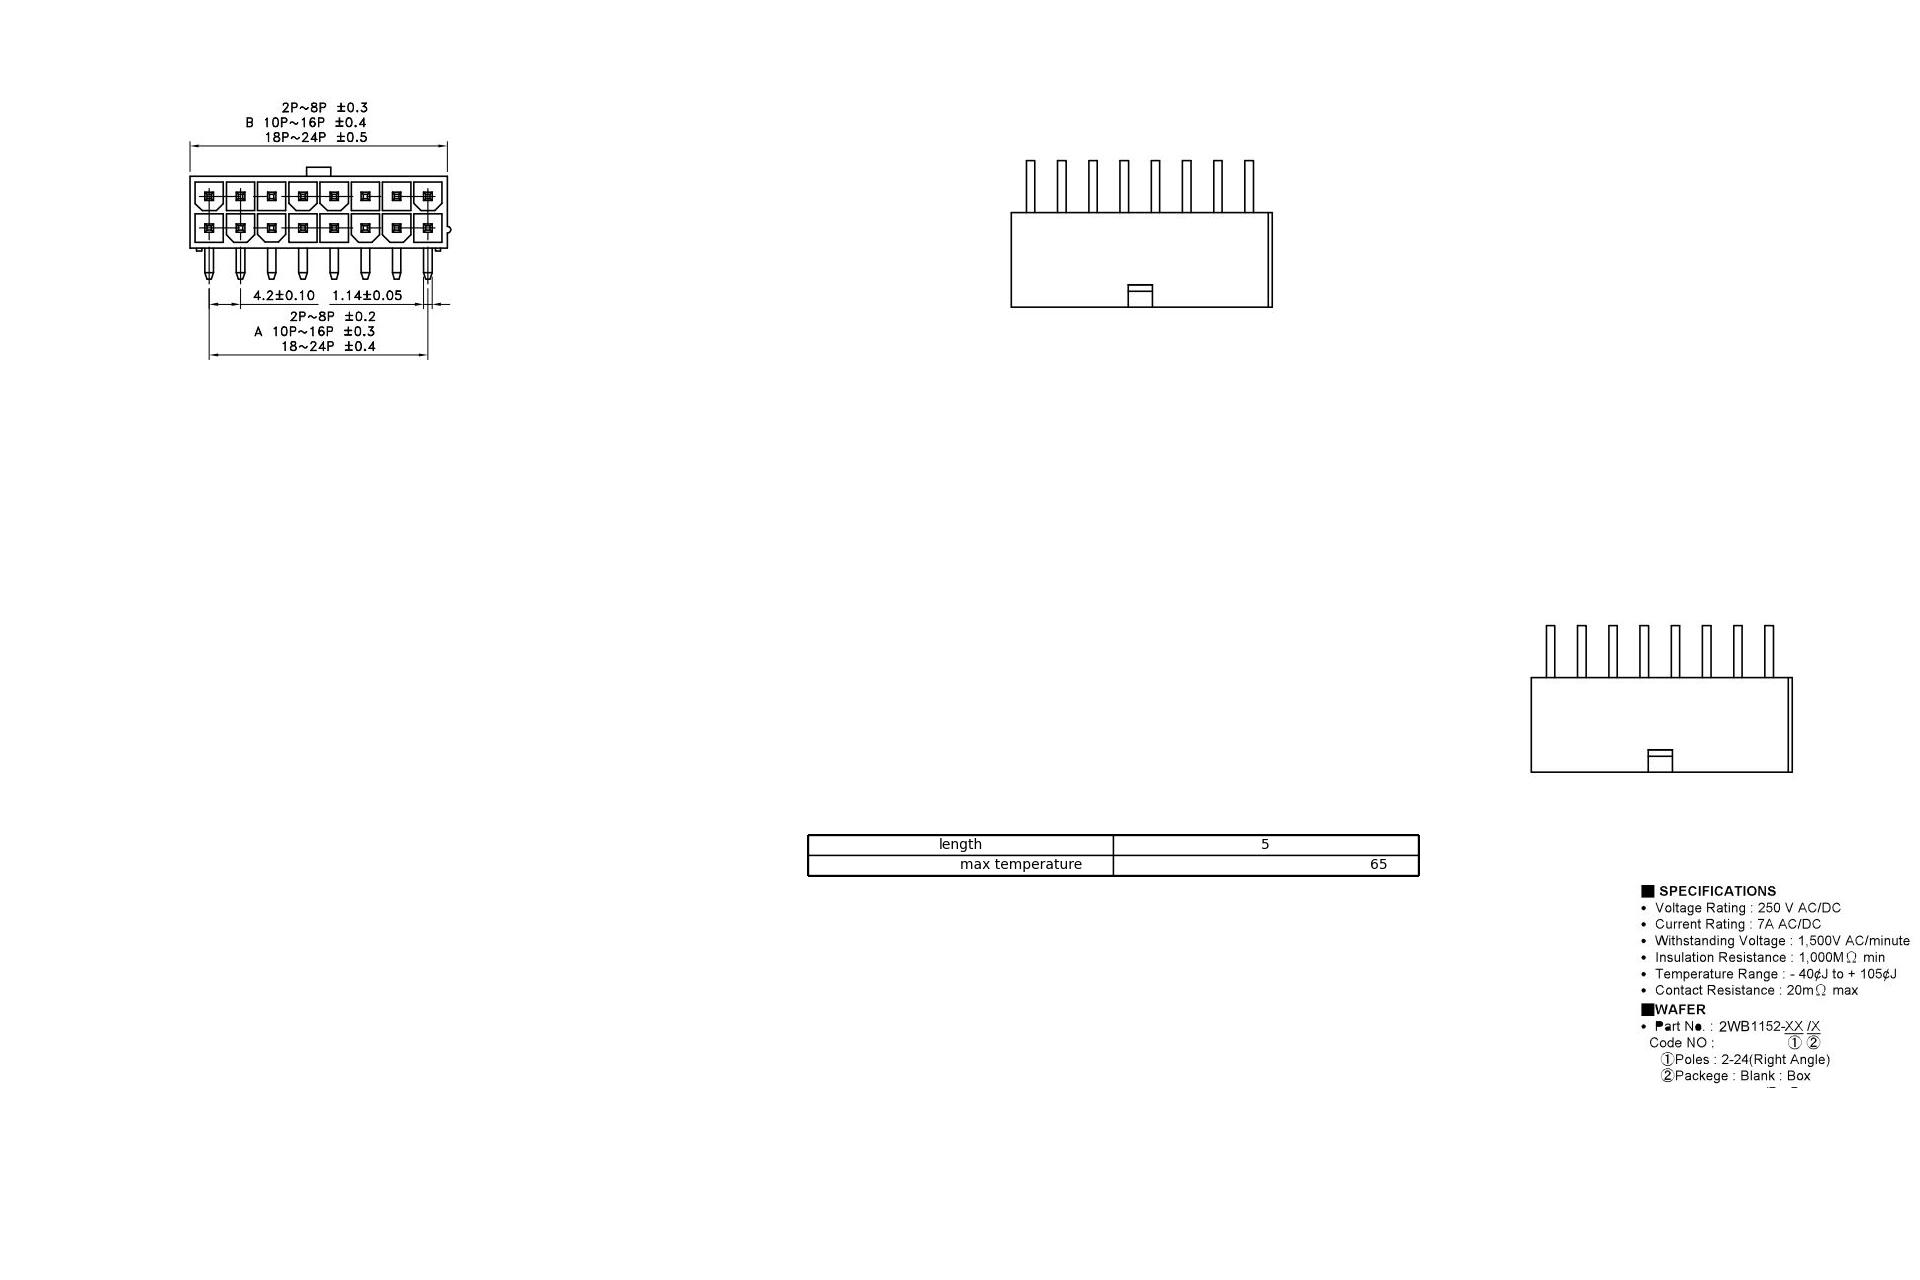 2P~8P ±0.3
B 10P~16P ±0.4
18P~24P ±0.5
4.2±0.10 1.14±0.05
2P~8P ±0.2
A 10P~16P ±0.3
18~24P ±0.4
length 5
max temperature 65
■ SPECIFICATIONS
• Voltage Rating : 250 V AC/DC
• Current Rating : 7A AC/DC
• Withstanding Voltage : 1,500V AC/minute
• Insulation Resistance : 1,000MΩ min
• Temperature Range : - 40¢J to + 105¢J
• Contact Resistance : 20mΩ max
■WAFER
• Part No. : 2WB1152-XX /X
Code NO : ① ②
①Poles : 2-24(Right Angle)
②Packege : Blank : Box